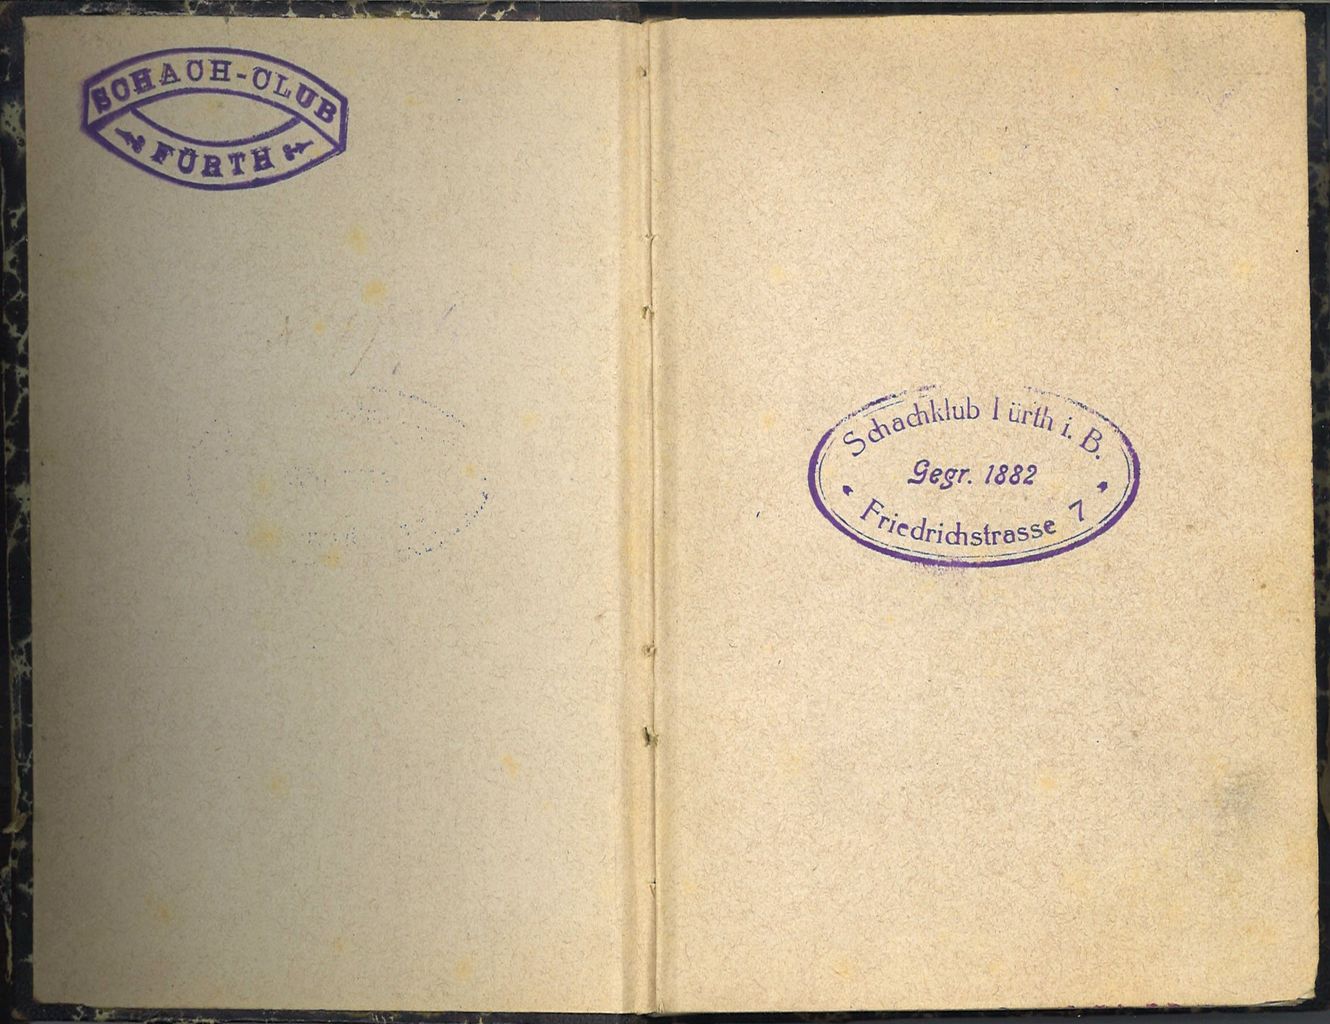 SCHACH-CLUB
FÜRTH
Schachklub Fürth i. B.
Gegr. 1882
Friedrichstrasse 7